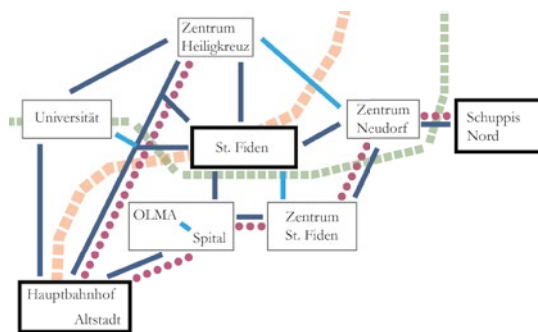 Zentrum
Heiligkreuz
Universität
Zentrum
Neudorf
Schuppis
Nord
St. Fiden
OLMA
Spital
Zentrum
St. Fiden
Hauptbahnhof
Altstadt